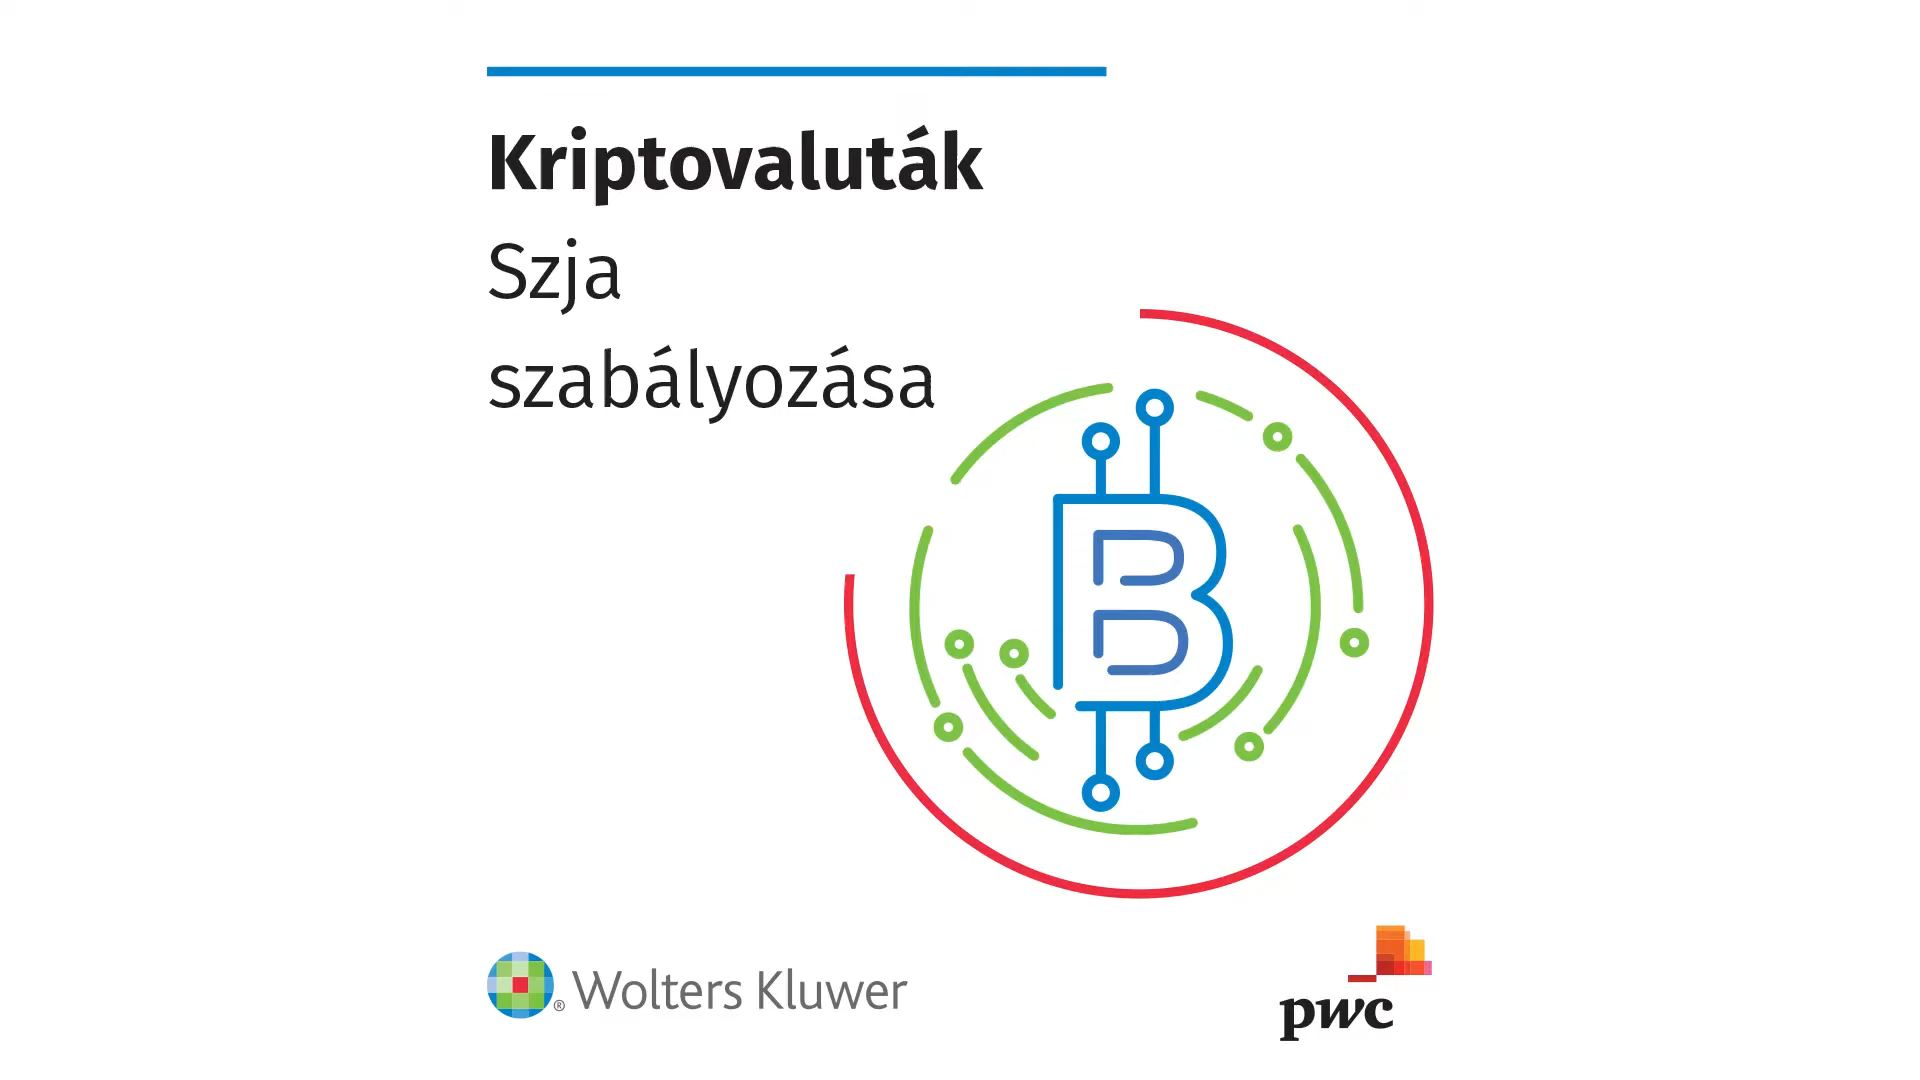 Kriptovaluták
Szja
szabályozása
® Wolters Kluwer
pwc